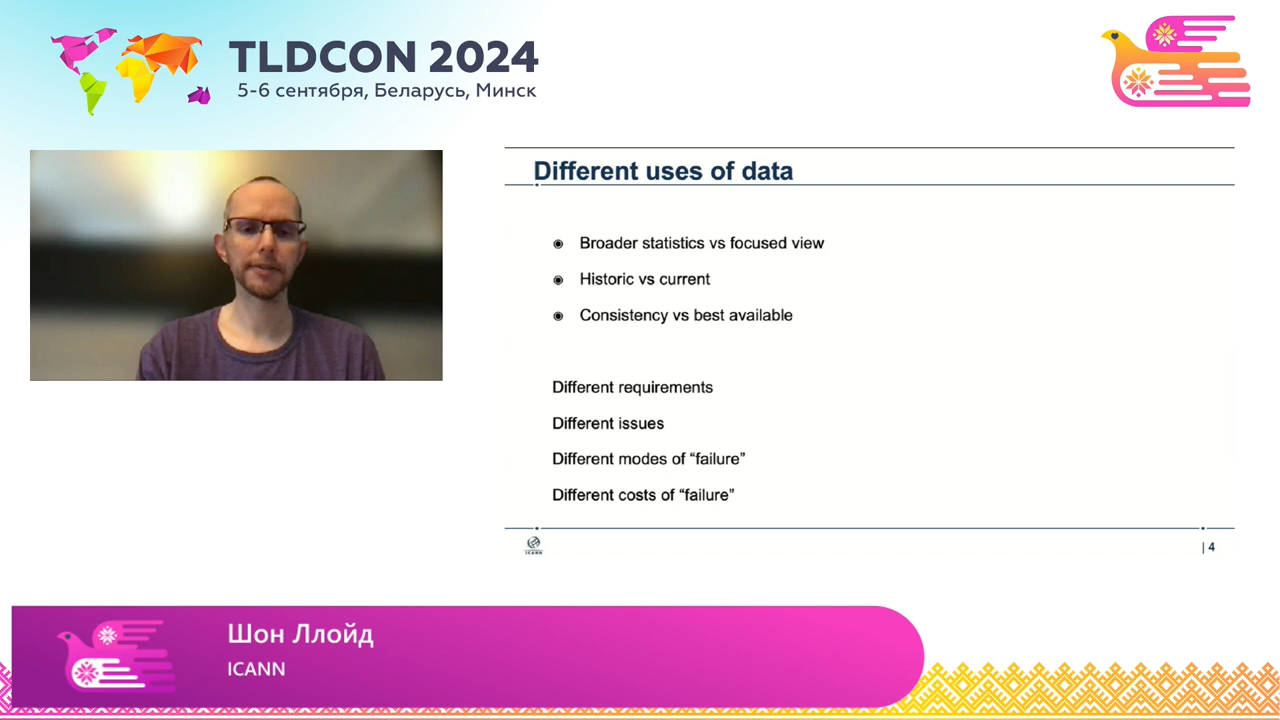 TLDCON 2024
5-6 сентября, Беларусь, Минск
Different uses of data
Broader statistics vs focused view
Historic vs current
Consistency vs best available
Different requirements
Different issues
Different modes of “failure”
Different costs of “failure”
ICANN
| 4
Шон Ллойд
ICANN